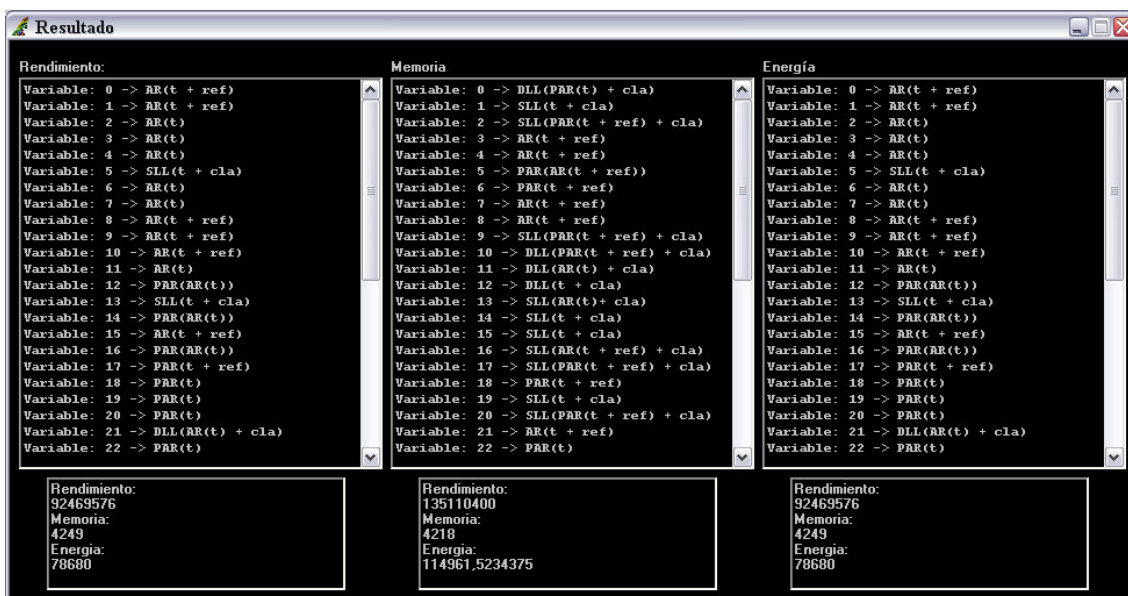 Resultado
Rendimiento:
Variable: 0 -> AR(t + ref)
Variable: 1 -> AR(t + ref)
Variable: 2 -> AR(t)
Variable: 3 -> AR(t)
Variable: 4 -> AR(t)
Variable: 5 -> SLL(t + cla)
Variable: 6 -> AR(t)
Variable: 7 -> AR(t)
Variable: 8 -> AR(t + ref)
Variable: 9 -> AR(t + ref)
Variable: 10 -> AR(t + ref)
Variable: 11 -> AR(t)
Variable: 12 -> PAR(AR(t))
Variable: 13 -> SLL(t + cla)
Variable: 14 -> PAR(AR(t))
Variable: 15 -> AR(t + ref)
Variable: 16 -> PAR(AR(t))
Variable: 17 -> PAR(t + ref)
Variable: 18 -> PAR(t)
Variable: 19 -> PAR(t)
Variable: 20 -> PAR(t)
Variable: 21 -> DLL(AR(t) + cla)
Variable: 22 -> PAR(t)
Rendimiento:
92469576
Memoria:
4249
Energia:
78680
Memoria
Variable: 0 -> DLL(PAR(t) + cla)
Variable: 1 -> SLL(t + cla)
Variable: 2 -> SLL(PAR(t + ref) + cla)
Variable: 3 -> AR(t + ref)
Variable: 4 -> AR(t + ref)
Variable: 5 -> PAR(AR(t + ref))
Variable: 6 -> PAR(t + ref)
Variable: 7 -> AR(t + ref)
Variable: 8 -> AR(t + ref)
Variable: 9 -> SLL(PAR(t + ref) + cla)
Variable: 10 -> DLL(PAR(t + ref) + cla)
Variable: 11 -> DLL(AR(t) + cla)
Variable: 12 -> DLL(t + cla)
Variable: 13 -> SLL(AR(t)+ cla)
Variable: 14 -> SLL(t + cla)
Variable: 15 -> SLL(t + cla)
Variable: 16 -> SLL(AR(t + ref) + cla)
Variable: 17 -> SLL(PAR(t + ref) + cla)
Variable: 18 -> PAR(t + ref)
Variable: 19 -> SLL(t + cla)
Variable: 20 -> SLL(PAR(t + ref) + cla)
Variable: 21 -> AR(t + ref)
Variable: 22 -> PAR(t)
Rendimiento:
135110400
Memoria:
4218
Energia:
114961,5234375
Energía
Variable: 0 -> AR(t + ref)
Variable: 1 -> AR(t + ref)
Variable: 2 -> AR(t)
Variable: 3 -> AR(t)
Variable: 4 -> AR(t)
Variable: 5 -> SLL(t + cla)
Variable: 6 -> AR(t)
Variable: 7 -> AR(t)
Variable: 8 -> AR(t + ref)
Variable: 9 -> AR(t + ref)
Variable: 10 -> AR(t + ref)
Variable: 11 -> AR(t)
Variable: 12 -> PAR(AR(t))
Variable: 13 -> SLL(t + cla)
Variable: 14 -> PAR(AR(t))
Variable: 15 -> AR(t + ref)
Variable: 16 -> PAR(AR(t))
Variable: 17 -> PAR(t + ref)
Variable: 18 -> PAR(t)
Variable: 19 -> PAR(t)
Variable: 20 -> PAR(t)
Variable: 21 -> DLL(AR(t) + cla)
Variable: 22 -> PAR(t)
Rendimiento:
92469576
Memoria:
4249
Energia:
78680